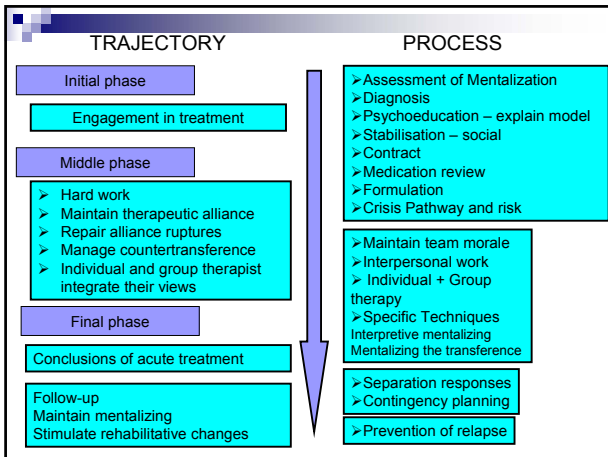 TRAJECTORY
Initial phase
Engagement in treatment
Middle phase
➢ Hard work
➢ Maintain therapeutic alliance
➢ Repair alliance ruptures
➢ Manage countertransference
➢ Individual and group therapist
integrate their views
Final phase
Conclusions of acute treatment
Follow-up
Maintain mentalizing
Stimulate rehabilitative changes
PROCESS
➢Assessment of Mentalization
➢Diagnosis
➢Psychoeducation – explain model
➢Stabilisation – social
➢Contract
➢Medication review
➢Formulation
➢Crisis Pathway and risk
➢Maintain team morale
➢Interpersonal work
➢ Individual + Group
therapy
➢Specific Techniques
Interpretive mentalizing
Mentalizing the transference
➢Separation responses
➢Contingency planning
➢Prevention of relapse